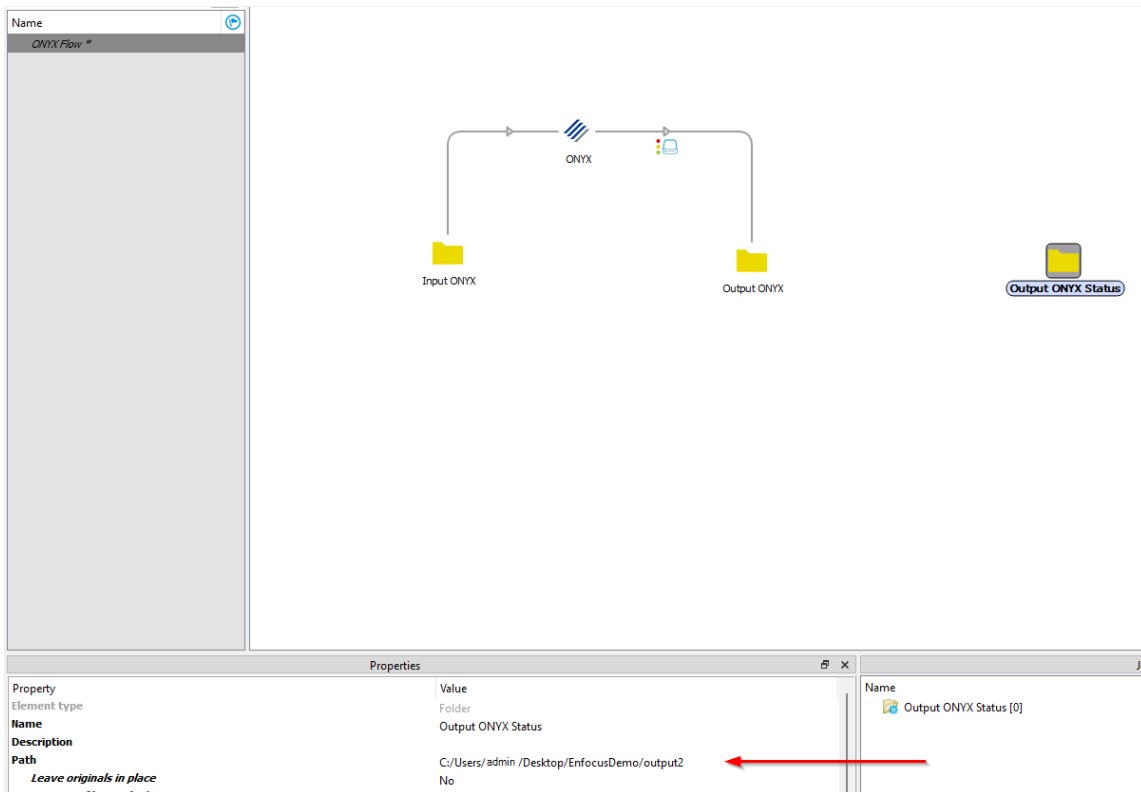 Name
ONYX Flow *
ONYX
Input ONYX
Output ONYX
Output ONYX Status
Properties
Property Value
Element type Folder
Name Output ONYX Status
Description
Path C:/Users/admin /Desktop/EnfocusDemo/output2
Leave originals in place No
Name
Output ONYX Status [0]